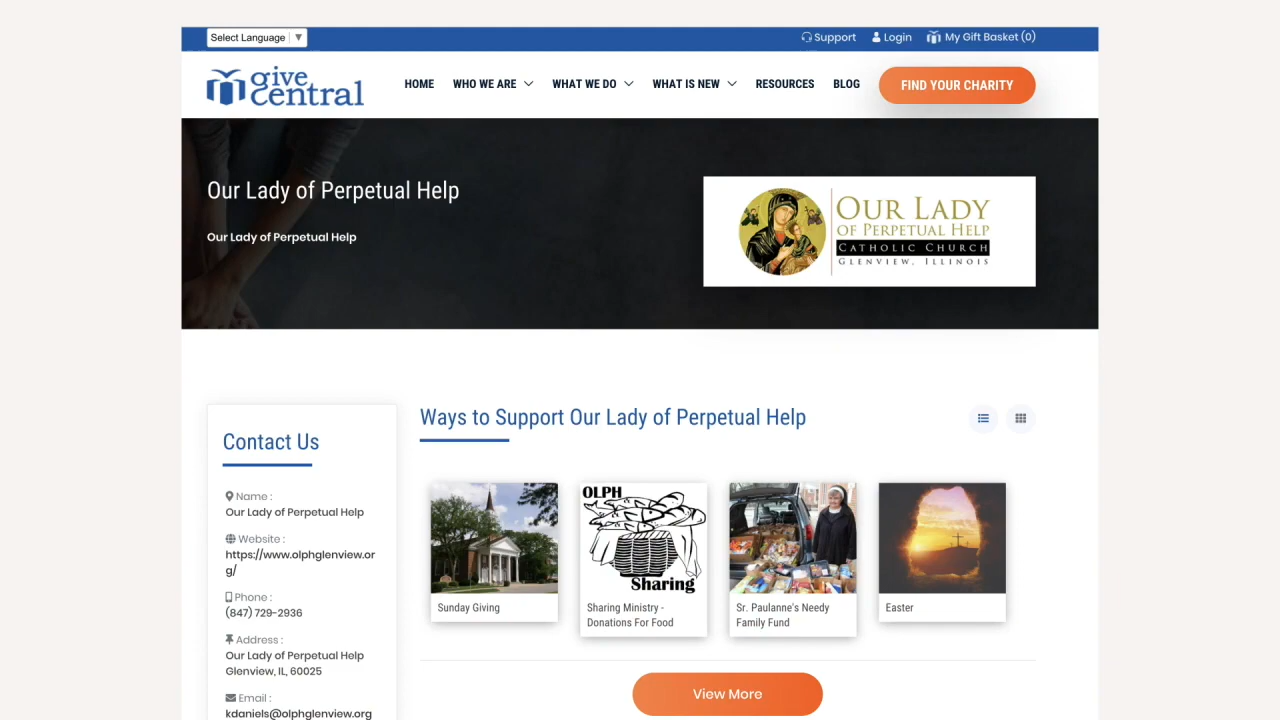 Select Language ▼
Support
Login
My Gift Basket (0)
give
central
HOME
WHO WE ARE
WHAT WE DO
WHAT IS NEW
RESOURCES
BLOG
FIND YOUR CHARITY
Our Lady of Perpetual Help
Our Lady of Perpetual Help
OUR LADY
OF PERPETUAL HELP
CATHOLIC CHURCH
GLENVIEW, ILLINOIS
Contact Us
Name :
Our Lady of Perpetual Help
Website :
https://www.olphglenview.or
g/
Phone :
(847) 729-2936
Address :
Our Lady of Perpetual Help
Glenview, IL, 60025
Email :
kdaniels@olphglenview.org
Ways to Support Our Lady of Perpetual Help
Sunday Giving
OLPH
Sharing
Sharing Ministry -
Donations For Food
Sr. Paulanne's Needy
Family Fund
Easter
View More